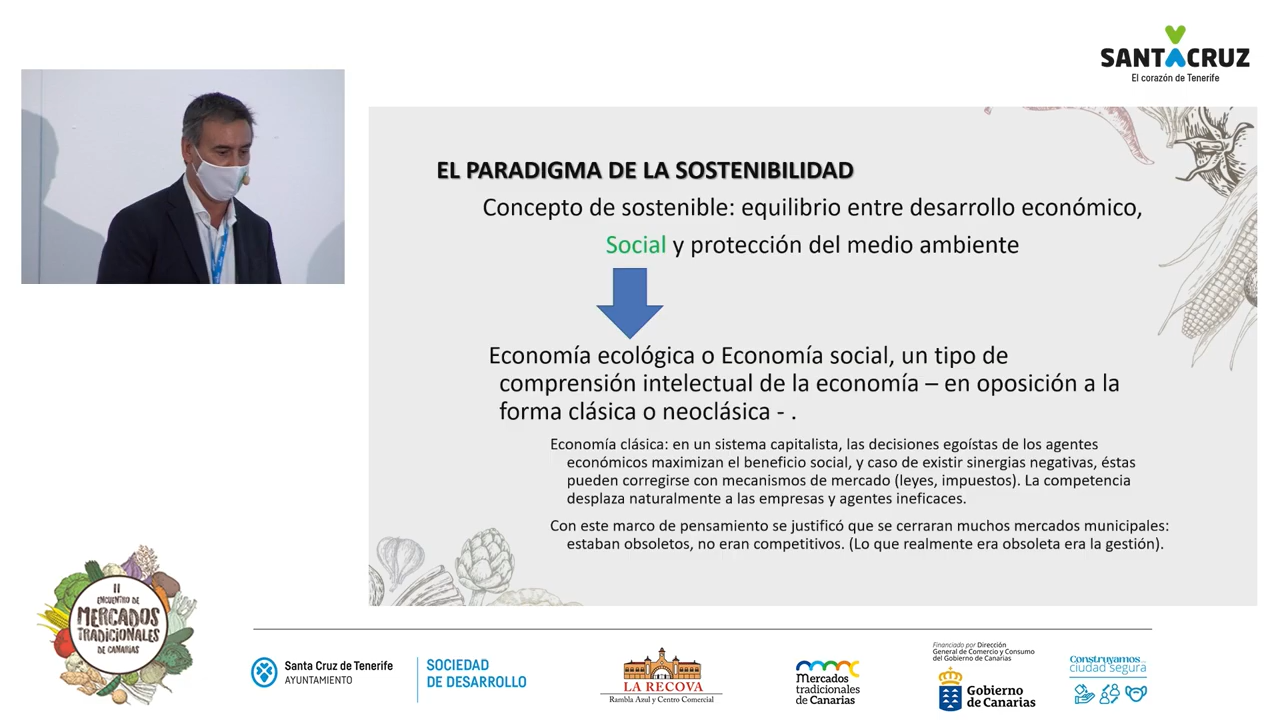 SANTACRUZ
El corazón de Tenerife
EL PARADIGMA DE LA SOSTENIBILIDAD
Concepto de sostenible: equilibrio entre desarrollo económico,
Social y protección del medio ambiente
Economía ecológica o Economía social, un tipo de
comprensión intelectual de la economía – en oposición a la
forma clásica o neoclásica - .
Economía clásica: en un sistema capitalista, las decisiones egoístas de los agentes
económicos maximizan el beneficio social, y caso de existir sinergias negativas, éstas
pueden corregirse con mecanismos de mercado (leyes, impuestos). La competencia
desplaza naturalmente a las empresas y agentes ineficaces.
Con este marco de pensamiento se justificó que se cerraran muchos mercados municipales:
estaban obsoletos, no eran competitivos. (Lo que realmente era obsoleta era la gestión).
II
ENCUENTRO DE
MERCADOS
TRADICIONALES
DE CANARIAS
Santa Cruz de Tenerife
AYUNTAMIENTO
SOCIEDAD
DE DESARROLLO
LA RECOVA
Rambla Azul y Centro Comercial
mercados
tradicionales
de Canarias
Financiado por Dirección
General de Comercio y Consumo
del Gobierno de Canarias
Gobierno
de Canarias
Construyamos
ciudad segura